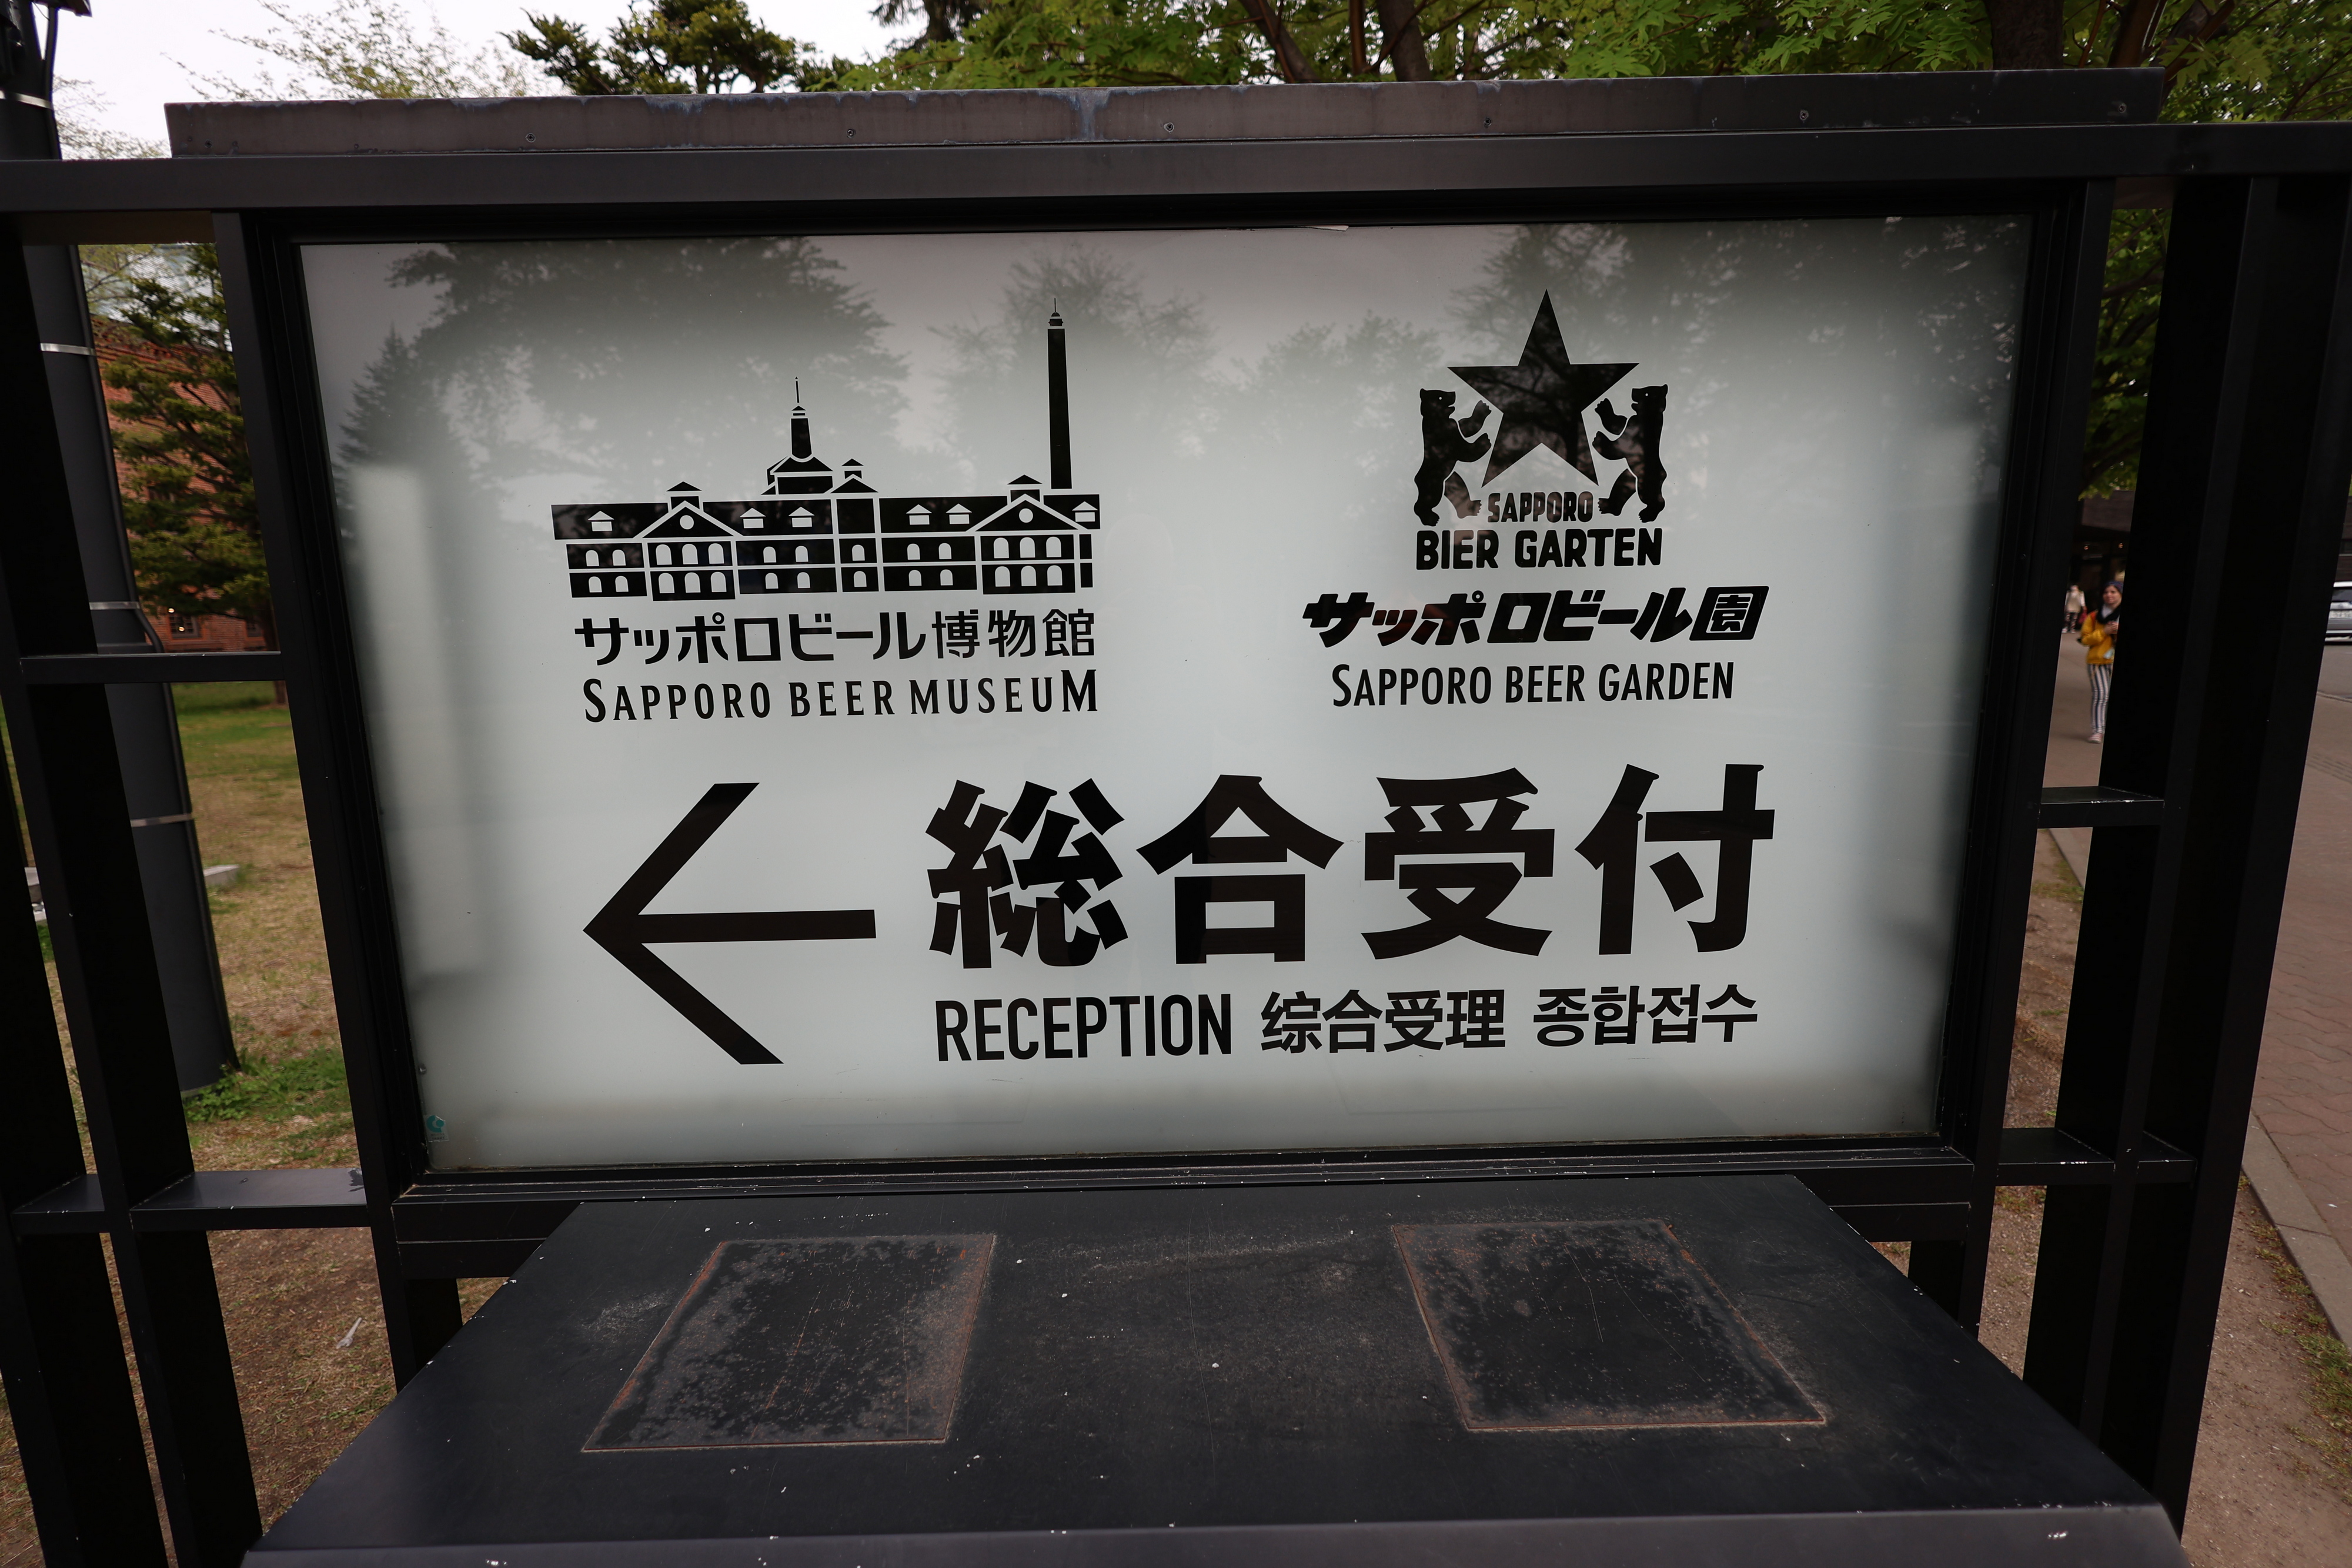 サッポロビール博物館
SAPPORO BEER MUSEUM
SAPPORO
BIER GARTEN
サッポロビール園
SAPPORO BEER GARDEN
総合受付
RECEPTION 综合受理 종합접수